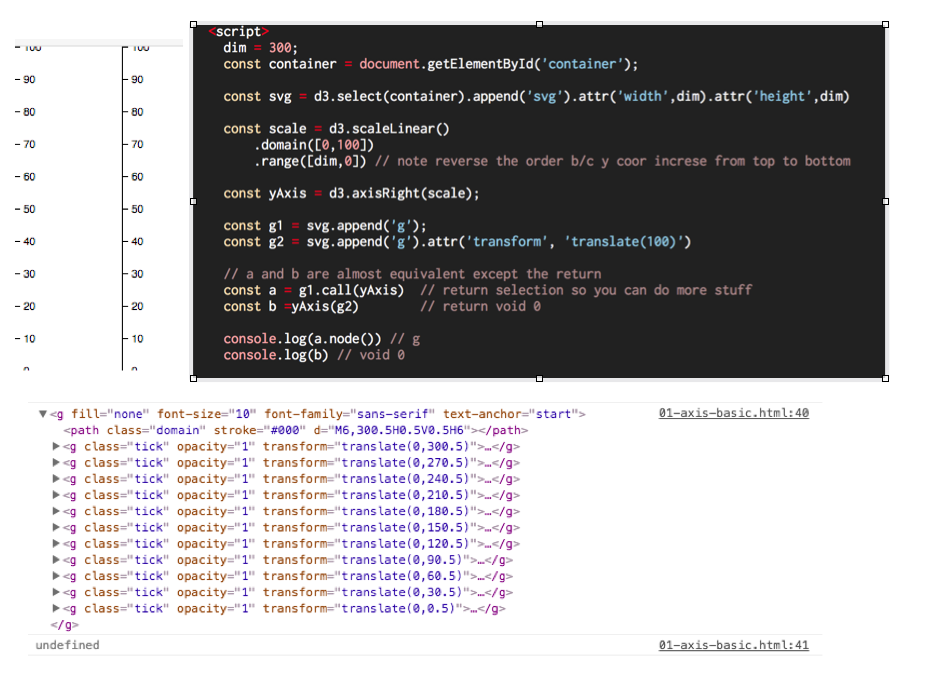 100
90
80
70
60
50
40
30
20
10
0
100
90
80
70
60
50
40
30
20
10
0
<script>
dim = 300;
const container = document.getElementById('container');
const svg = d3.select(container).append('svg').attr('width',dim).attr('height',dim)
const scale = d3.scaleLinear()
.domain([0,100])
.range([dim,0]) // note reverse the order b/c y coor increse from top to bottom
const yAxis = d3.axisRight(scale);
const g1 = svg.append('g');
const g2 = svg.append('g').attr('transform', 'translate(100)')
// a and b are almost equivalent except the return
const a = g1.call(yAxis) // return selection so you can do more stuff
const b =yAxis(g2) // return void 0
console.log(a.node()) // g
console.log(b) // void 0
▼<g fill="none" font-size="10" font-family="sans-serif" text-anchor="start"> 01-axis-basic.html:40
<path class="domain" stroke="#000" d="M6,300.5H0.5V0.5H6"></path>
▶<g class="tick" opacity="1" transform="translate(0,300.5)">…</g>
▶<g class="tick" opacity="1" transform="translate(0,270.5)">…</g>
▶<g class="tick" opacity="1" transform="translate(0,240.5)">…</g>
▶<g class="tick" opacity="1" transform="translate(0,210.5)">…</g>
▶<g class="tick" opacity="1" transform="translate(0,180.5)">…</g>
▶<g class="tick" opacity="1" transform="translate(0,150.5)">…</g>
▶<g class="tick" opacity="1" transform="translate(0,120.5)">…</g>
▶<g class="tick" opacity="1" transform="translate(0,90.5)">…</g>
▶<g class="tick" opacity="1" transform="translate(0,60.5)">…</g>
▶<g class="tick" opacity="1" transform="translate(0,30.5)">…</g>
▶<g class="tick" opacity="1" transform="translate(0,0.5)">…</g>
</g>
undefined 01-axis-basic.html:41